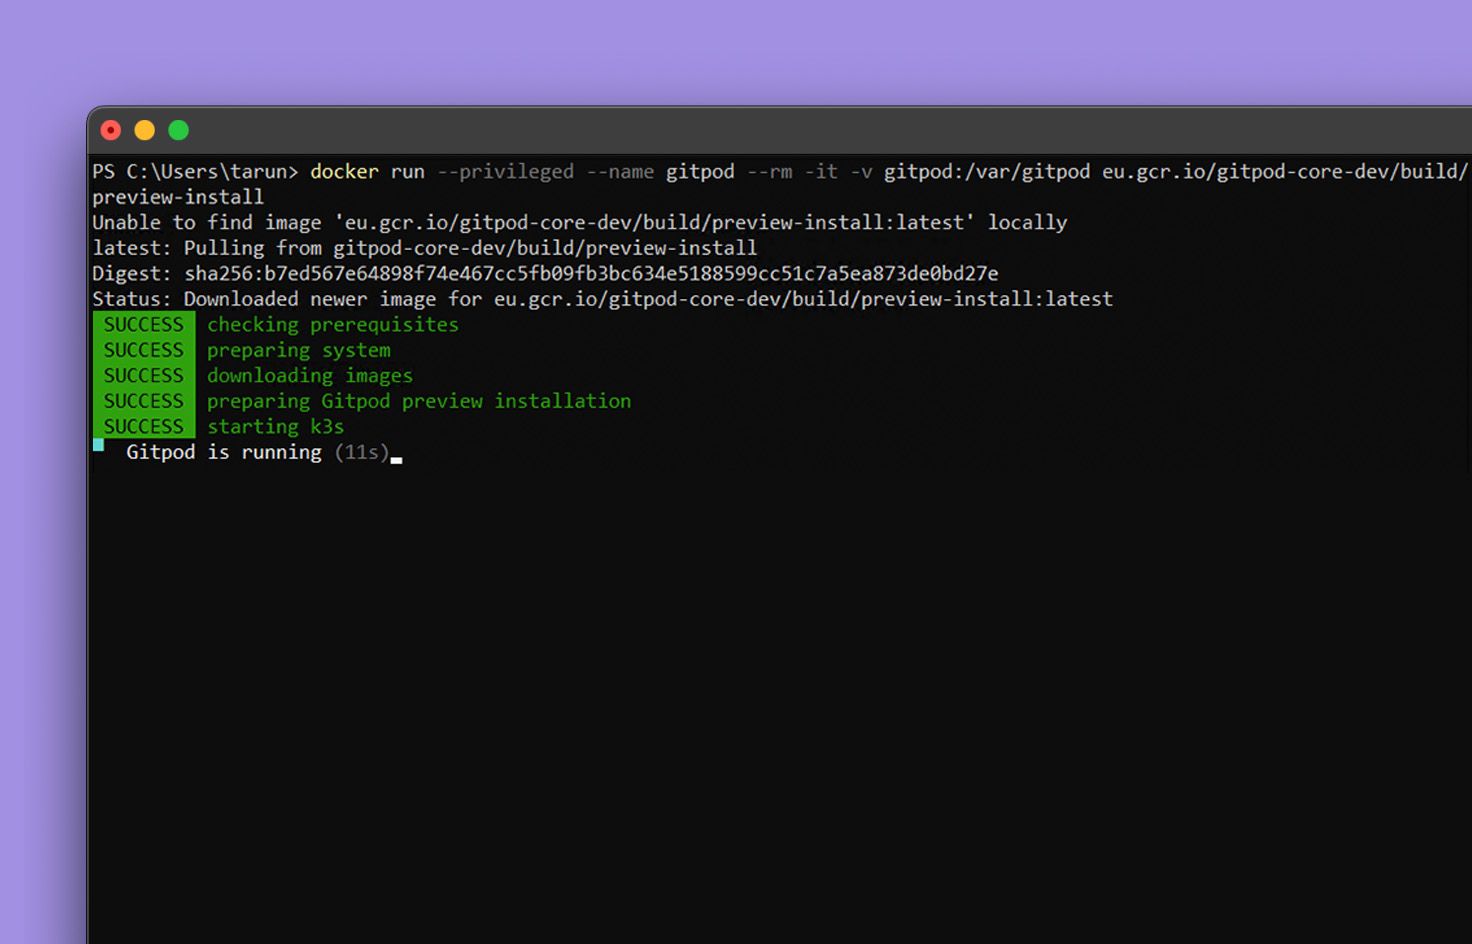 PS C:\Users\tarun> docker run --privileged --name gitpod --rm -it -v gitpod:/var/gitpod eu.gcr.io/gitpod-core-dev/build/
preview-install
Unable to find image 'eu.gcr.io/gitpod-core-dev/build/preview-install:latest' locally
latest: Pulling from gitpod-core-dev/build/preview-install
Digest: sha256:b7ed567e64898f74e467cc5fb09fb3bc634e5188599cc51c7a5ea873de0bd27e
Status: Downloaded newer image for eu.gcr.io/gitpod-core-dev/build/preview-install:latest
SUCCESS checking prerequisites
SUCCESS preparing system
SUCCESS downloading images
SUCCESS preparing Gitpod preview installation
SUCCESS starting k3s
Gitpod is running (11s)